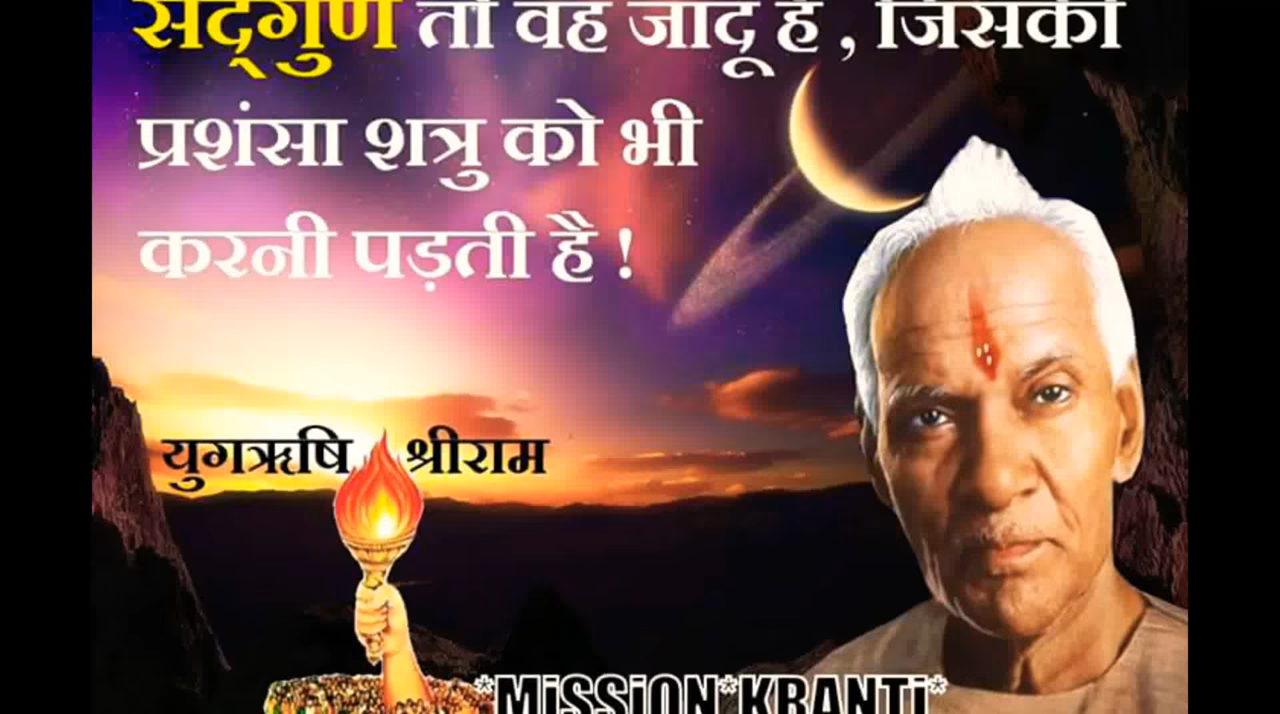 सद्गुण तो वह जादू है , जिसकी
प्रशंसा शत्रु को भी
करनी पड़ती है !
युगऋषि श्रीराम
*MiSSiON*KRANTi*